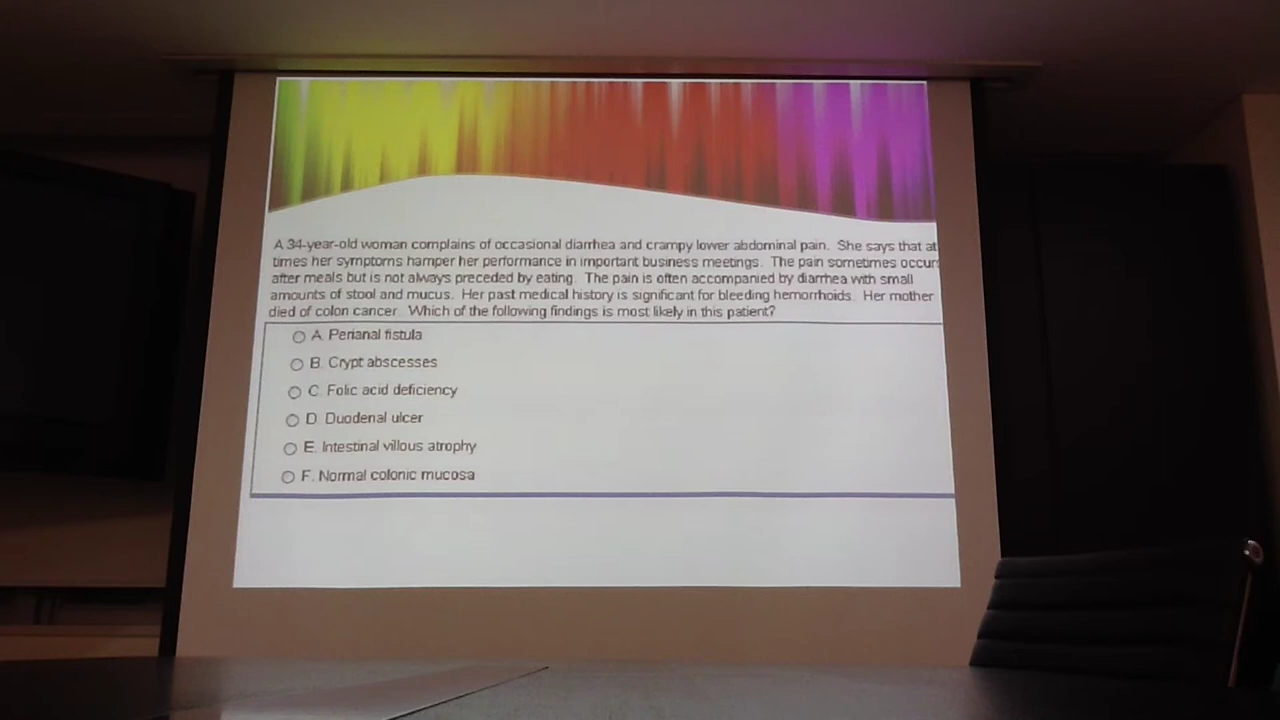 A 34-year-old woman complains of occasional diarrhea and crampy lower abdominal pain. She says that at
times her symptoms hamper her performance in important business meetings. The pain sometimes occurs
after meals but is not always preceded by eating. The pain is often accompanied by diarrhea with small
amounts of stool and mucus. Her past medical history is significant for bleeding hemorrhoids. Her mother
died of colon cancer. Which of the following findings is most likely in this patient?
A. Perianal fistula
B. Crypt abscesses
C. Folic acid deficiency
D. Duodenal ulcer
E. Intestinal villous atrophy
F. Normal colonic mucosa